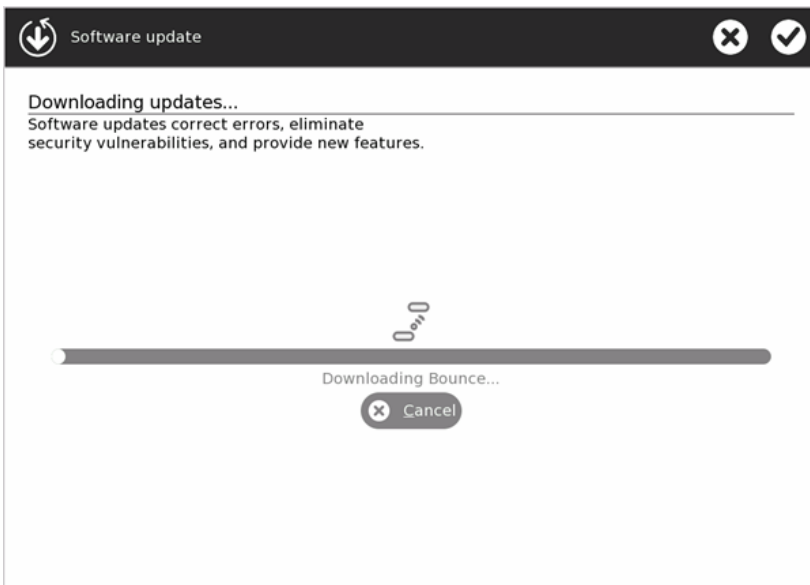 Software update
Downloading updates...
Software updates correct errors, eliminate
security vulnerabilities, and provide new features.
Downloading Bounce...
Cancel